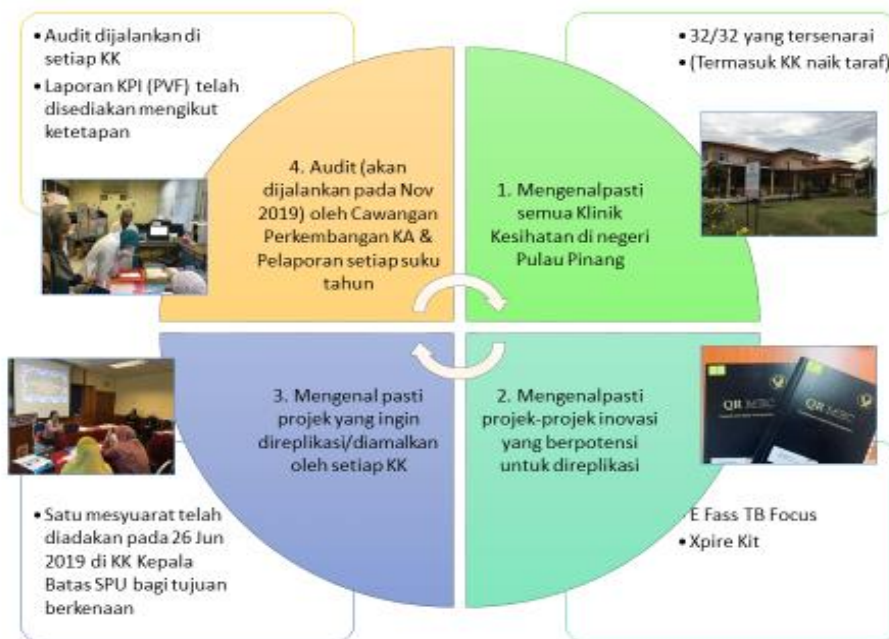 • 32/32 yang tersenarai
• (Termasuk KK naik taraf)
1. Mengenalpasti
semua Klinik
Kesihatan di negeri
Pulau Pinang
2. Mengenalpasti
projek-projek inovasi
yang berpotensi
untuk direplikasi
QR MBC
QR MBC
• E Fass TB Focus
• Xpire Kit
3. Mengenal pasti
projek yang ingin
direplikasi/diamalkan
oleh setiap KK
• Satu mesyuarat telah
diadakan pada 26 Jun
2019 di KK Kepala
Batas SPU bagi tujuan
berkenaan
4. Audit (akan
dijalankan pada Nov
2019) oleh Cawangan
Perkembangan KA &
Pelaporan setiap suku
tahun
• Audit dijalankan di
setiap KK
• Laporan KPI (PVF) telah
disediakan mengikut
ketetapan